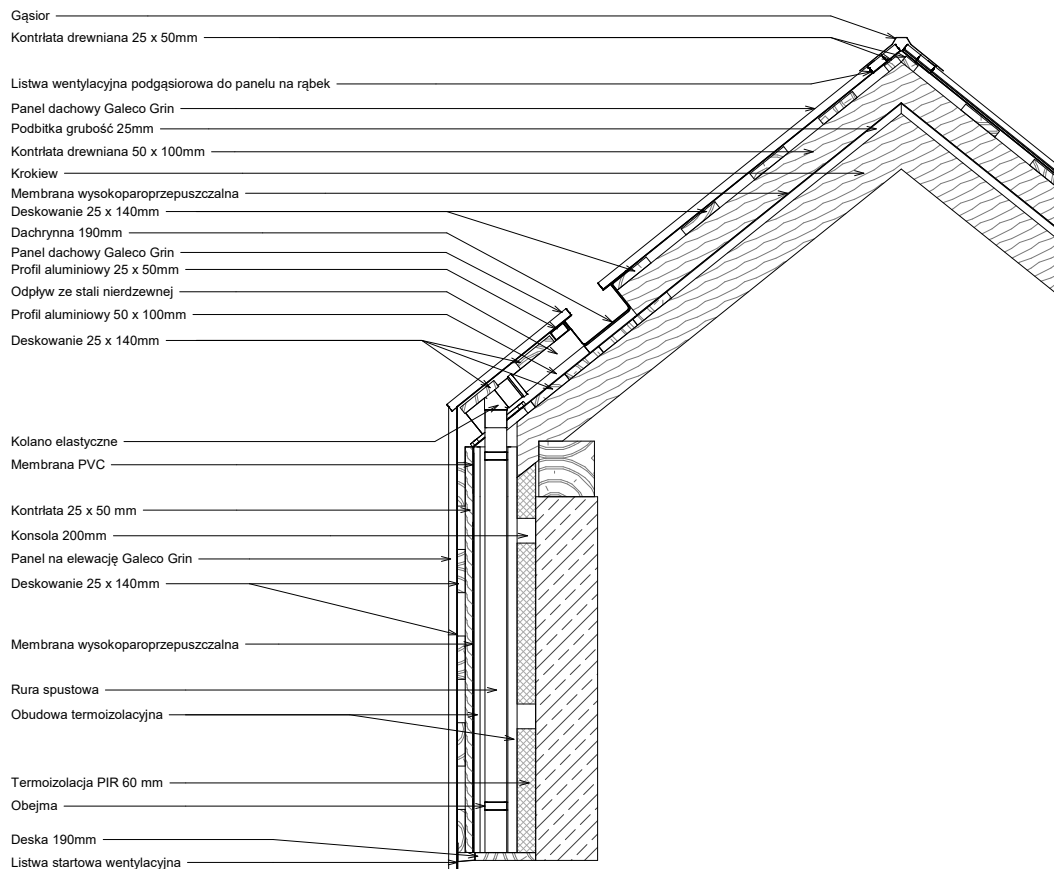 Gąsior
Kontrłata drewniana 25 x 50mm
Listwa wentylacyjna podgąsiorowa do panelu na rąbek
Panel dachowy Galeco Grin
Podbitka grubość 25mm
Kontrłata drewniana 50 x 100mm
Krokiew
Membrana wysokoparoprzepuszczalna
Deskowanie 25 x 140mm
Dachrynna 190mm
Panel dachowy Galeco Grin
Profil aluminiowy 25 x 50mm
Odpływ ze stali nierdzewnej
Profil aluminiowy 50 x 100mm
Deskowanie 25 x 140mm
Kolano elastyczne
Membrana PVC
Kontrłata 25 x 50 mm
Konsola 200mm
Panel na elewację Galeco Grin
Deskowanie 25 x 140mm
Membrana wysokoparoprzepuszczalna
Rura spustowa
Obudowa termoizolacyjna
Termoizolacja PIR 60 mm
Obejma
Deska 190mm
Listwa startowa wentylacyjna